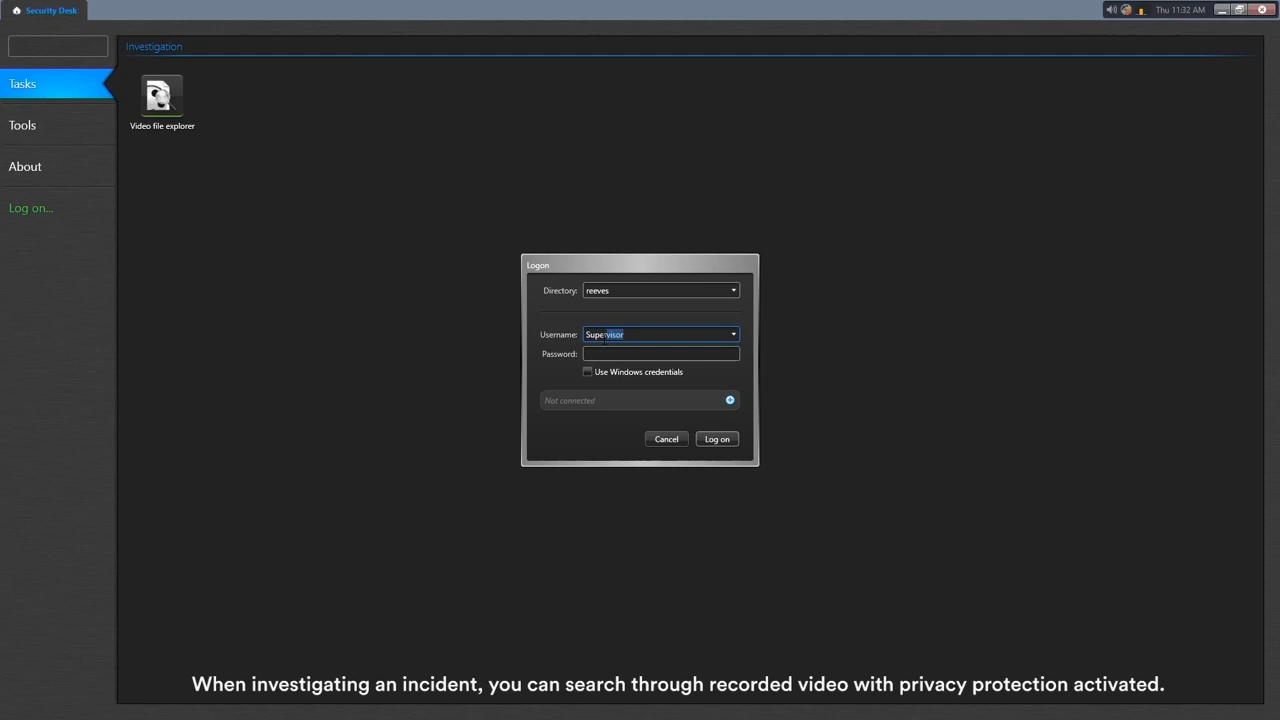 Security Desk
Thu 11:32 AM
Investigation
Tasks
Video file explorer
Tools
About
Log on...
Logon
Directory: reeves
Username: Supervisor
Password:
Use Windows credentials
Not connected
Cancel Log on
When investigating an incident, you can search through recorded video with privacy protection activated.